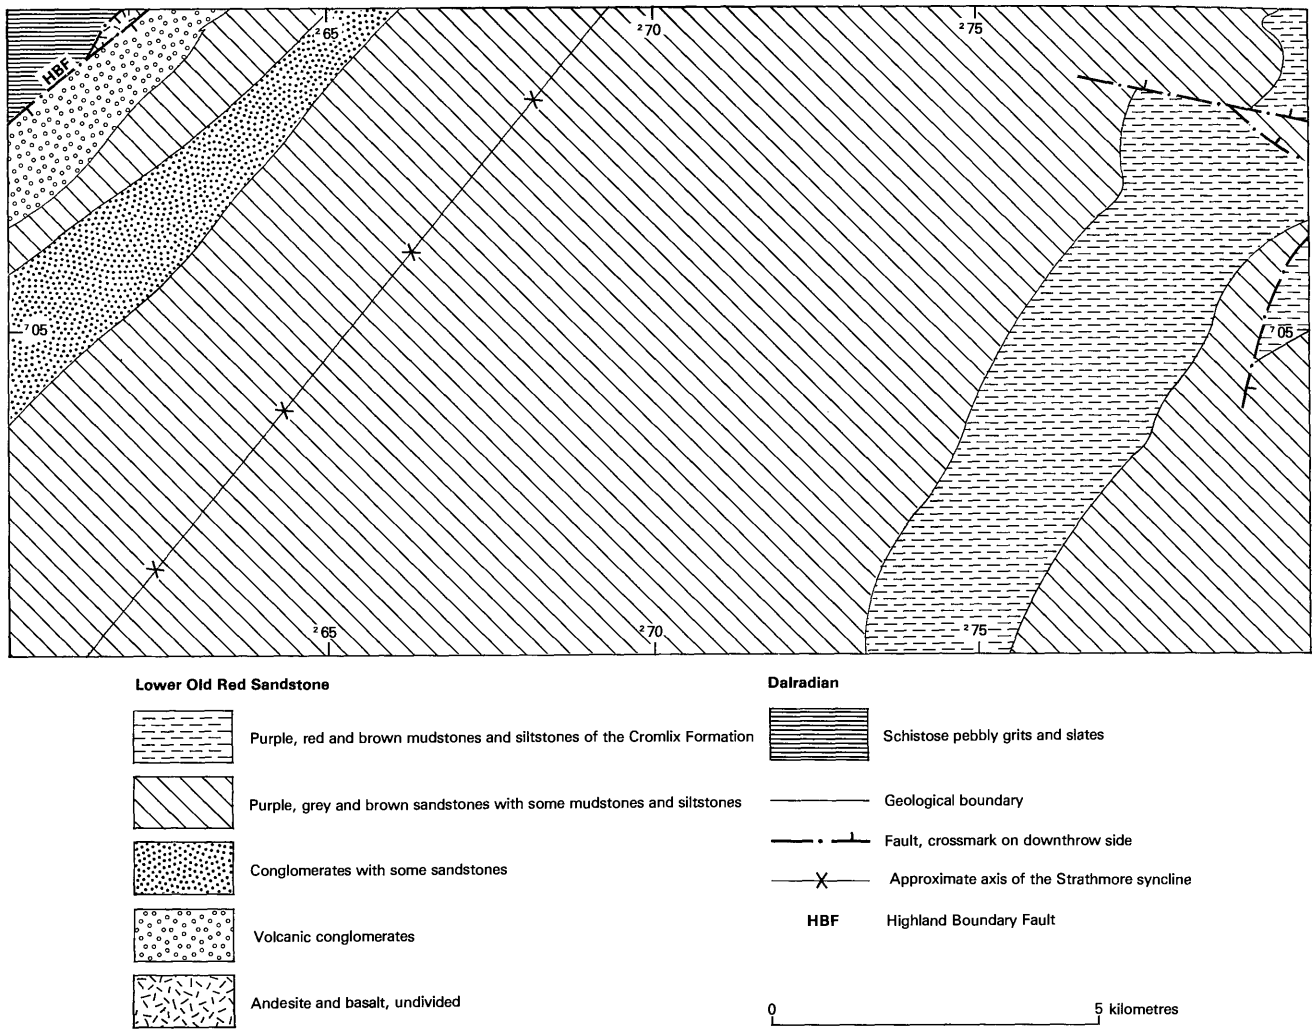 ²65
²70
²75
HBF
⁷05
⁷05
²65
²70
²75
Lower Old Red Sandstone
Purple, red and brown mudstones and siltstones of the Cromlix Formation
Purple, grey and brown sandstones with some mudstones and siltstones
Conglomerates with some sandstones
Volcanic conglomerates
Andesite and basalt, undivided
Dalradian
Schistose pebbly grits and slates
Geological boundary
Fault, crossmark on downthrow side
Approximate axis of the Strathmore syncline
HBF Highland Boundary Fault
0 5 kilometres